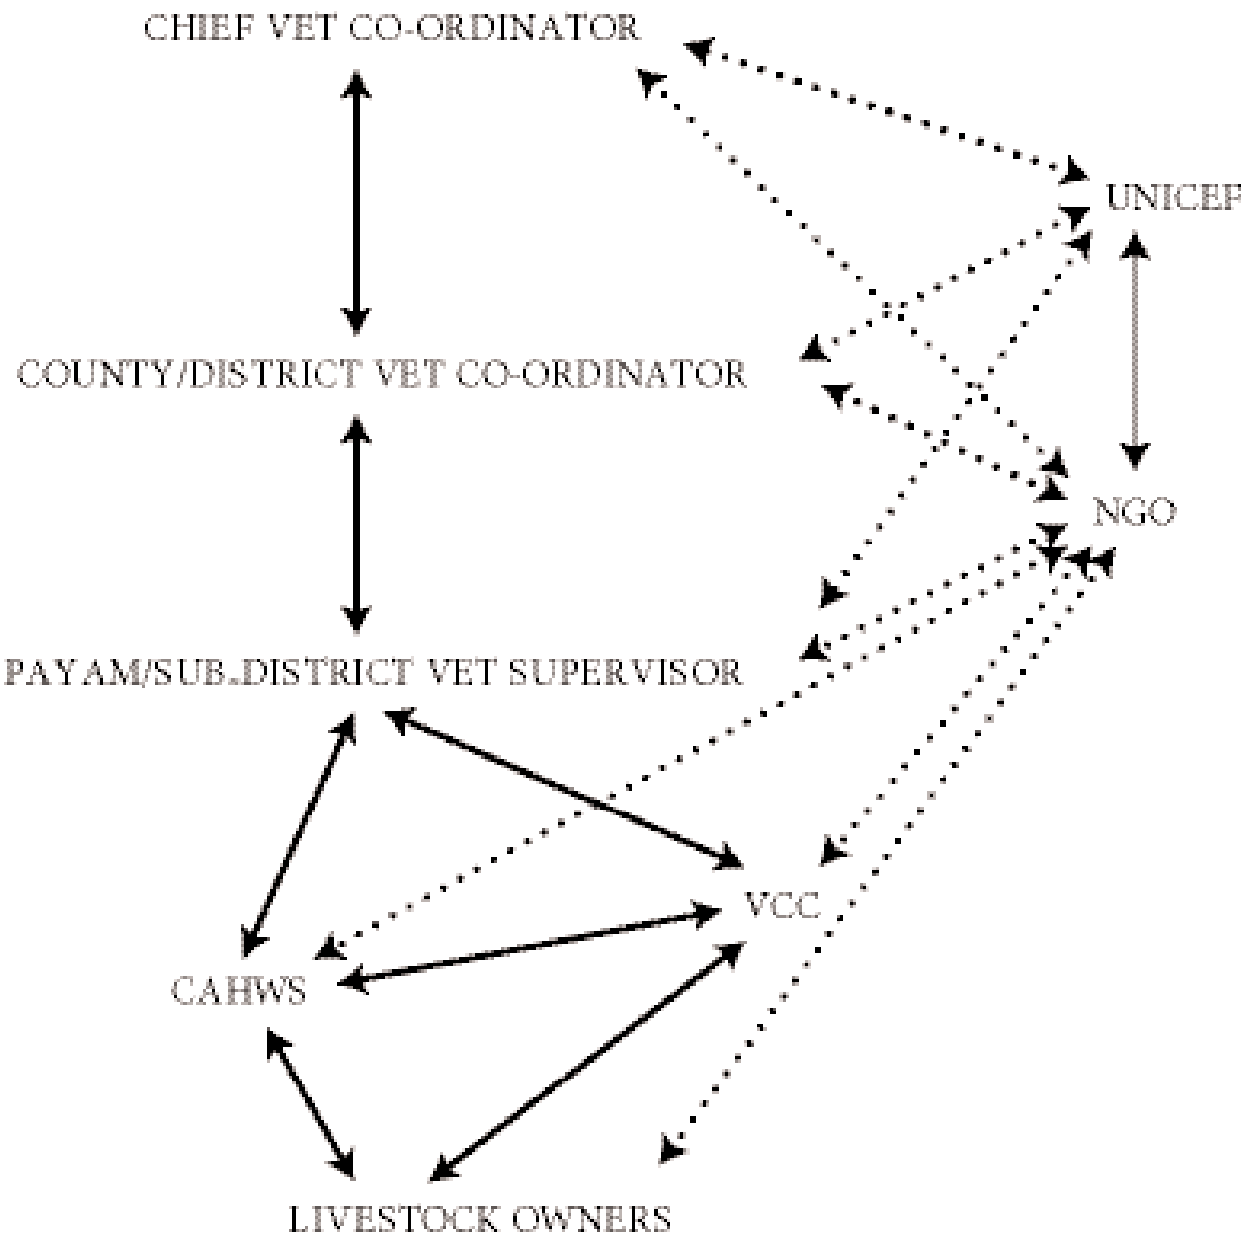 CHIEF VET CO-ORDINATOR
UNICEF
COUNTY/DISTRICT VET CO-ORDINATOR
NGO
PAYAM/SUB-DISTRICT VET SUPERVISOR
VCC
CAHWS
LIVESTOCK OWNERS